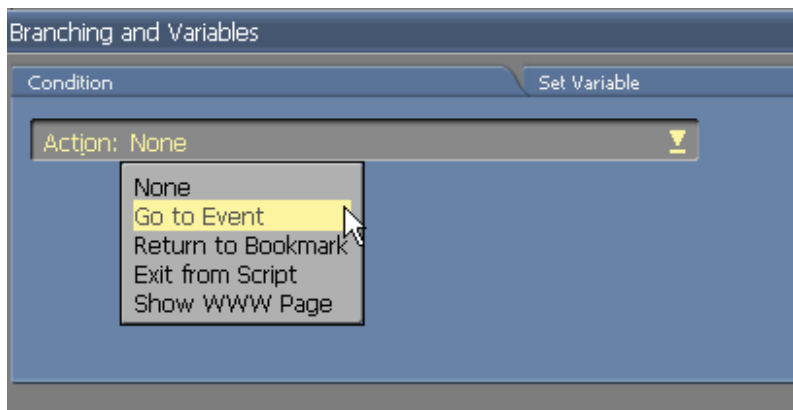 Branching and Variables
Condition Set Variable
Action: None
None
Go to Event
Return to Bookmark
Exit from Script
Show WWW Page